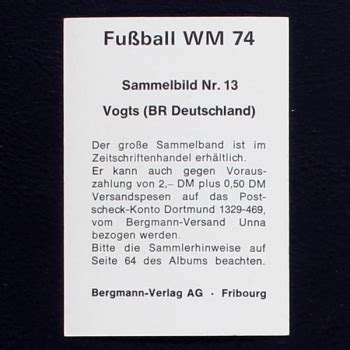 Fußball WM 74
Sammelbild Nr. 13
Vogts (BR Deutschland)
Der große Sammelband ist im
Zeitschriftenhandel erhältlich.
Er kann auch gegen Voraus-
zahlung von 2,– DM plus 0,50 DM
Versandspesen auf das Post-
scheck-Konto Dortmund 1329-469,
vom Bergmann-Versand Unna
bezogen werden.
Bitte die Sammlerhinweise auf
Seite 64 des Albums beachten.
Bergmann-Verlag AG · Fribourg